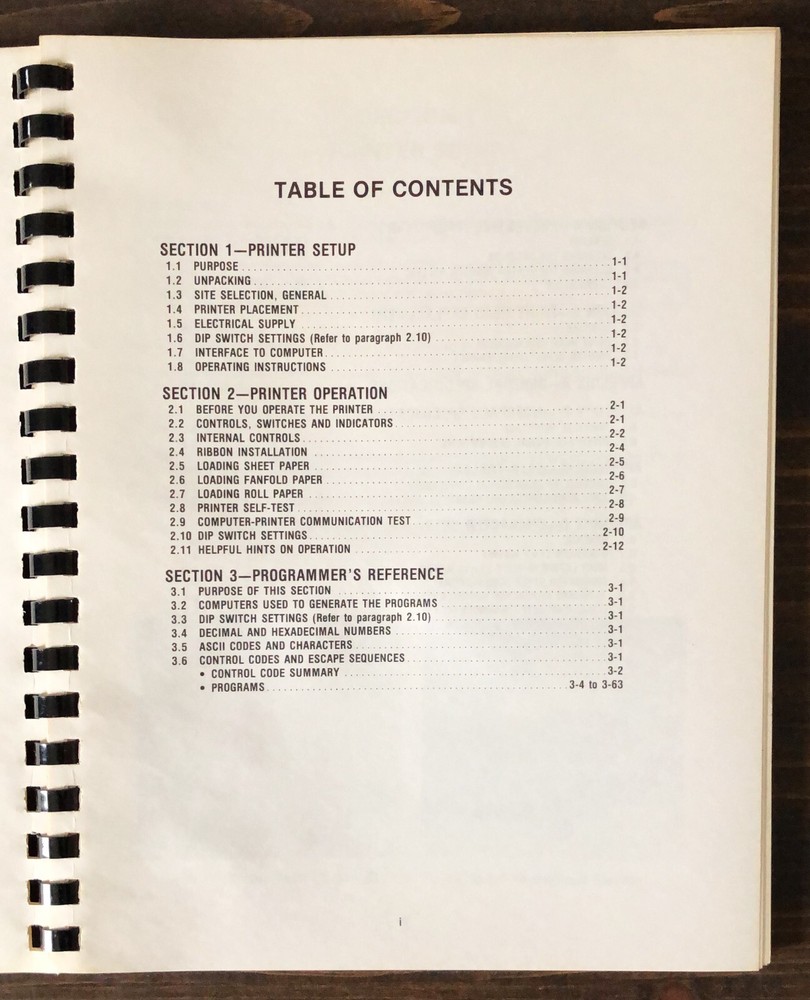 TABLE OF CONTENTS
SECTION 1—PRINTER SETUP
1.1 PURPOSE 1-1
1.2 UNPACKING 1-1
1.3 SITE SELECTION, GENERAL 1-2
1.4 PRINTER PLACEMENT 1-2
1.5 ELECTRICAL SUPPLY 1-2
1.6 DIP SWITCH SETTINGS (Refer to paragraph 2.10) 1-2
1.7 INTERFACE TO COMPUTER 1-2
1.8 OPERATING INSTRUCTIONS 1-2
SECTION 2—PRINTER OPERATION
2.1 BEFORE YOU OPERATE THE PRINTER 2-1
2.2 CONTROLS, SWITCHES AND INDICATORS 2-1
2.3 INTERNAL CONTROLS 2-2
2.4 RIBBON INSTALLATION 2-4
2.5 LOADING SHEET PAPER 2-5
2.6 LOADING FANFOLD PAPER 2-6
2.7 LOADING ROLL PAPER 2-7
2.8 PRINTER SELF-TEST 2-8
2.9 COMPUTER-PRINTER COMMUNICATION TEST 2-9
2.10 DIP SWITCH SETTINGS 2-10
2.11 HELPFUL HINTS ON OPERATION 2-12
SECTION 3—PROGRAMMER'S REFERENCE
3.1 PURPOSE OF THIS SECTION 3-1
3.2 COMPUTERS USED TO GENERATE THE PROGRAMS 3-1
3.3 DIP SWITCH SETTINGS (Refer to paragraph 2.10) 3-1
3.4 DECIMAL AND HEXADECIMAL NUMBERS 3-1
3.5 ASCII CODES AND CHARACTERS 3-1
3.6 CONTROL CODES AND ESCAPE SEQUENCES 3-1
• CONTROL CODE SUMMARY 3-2
• PROGRAMS 3-4 to 3-63
i